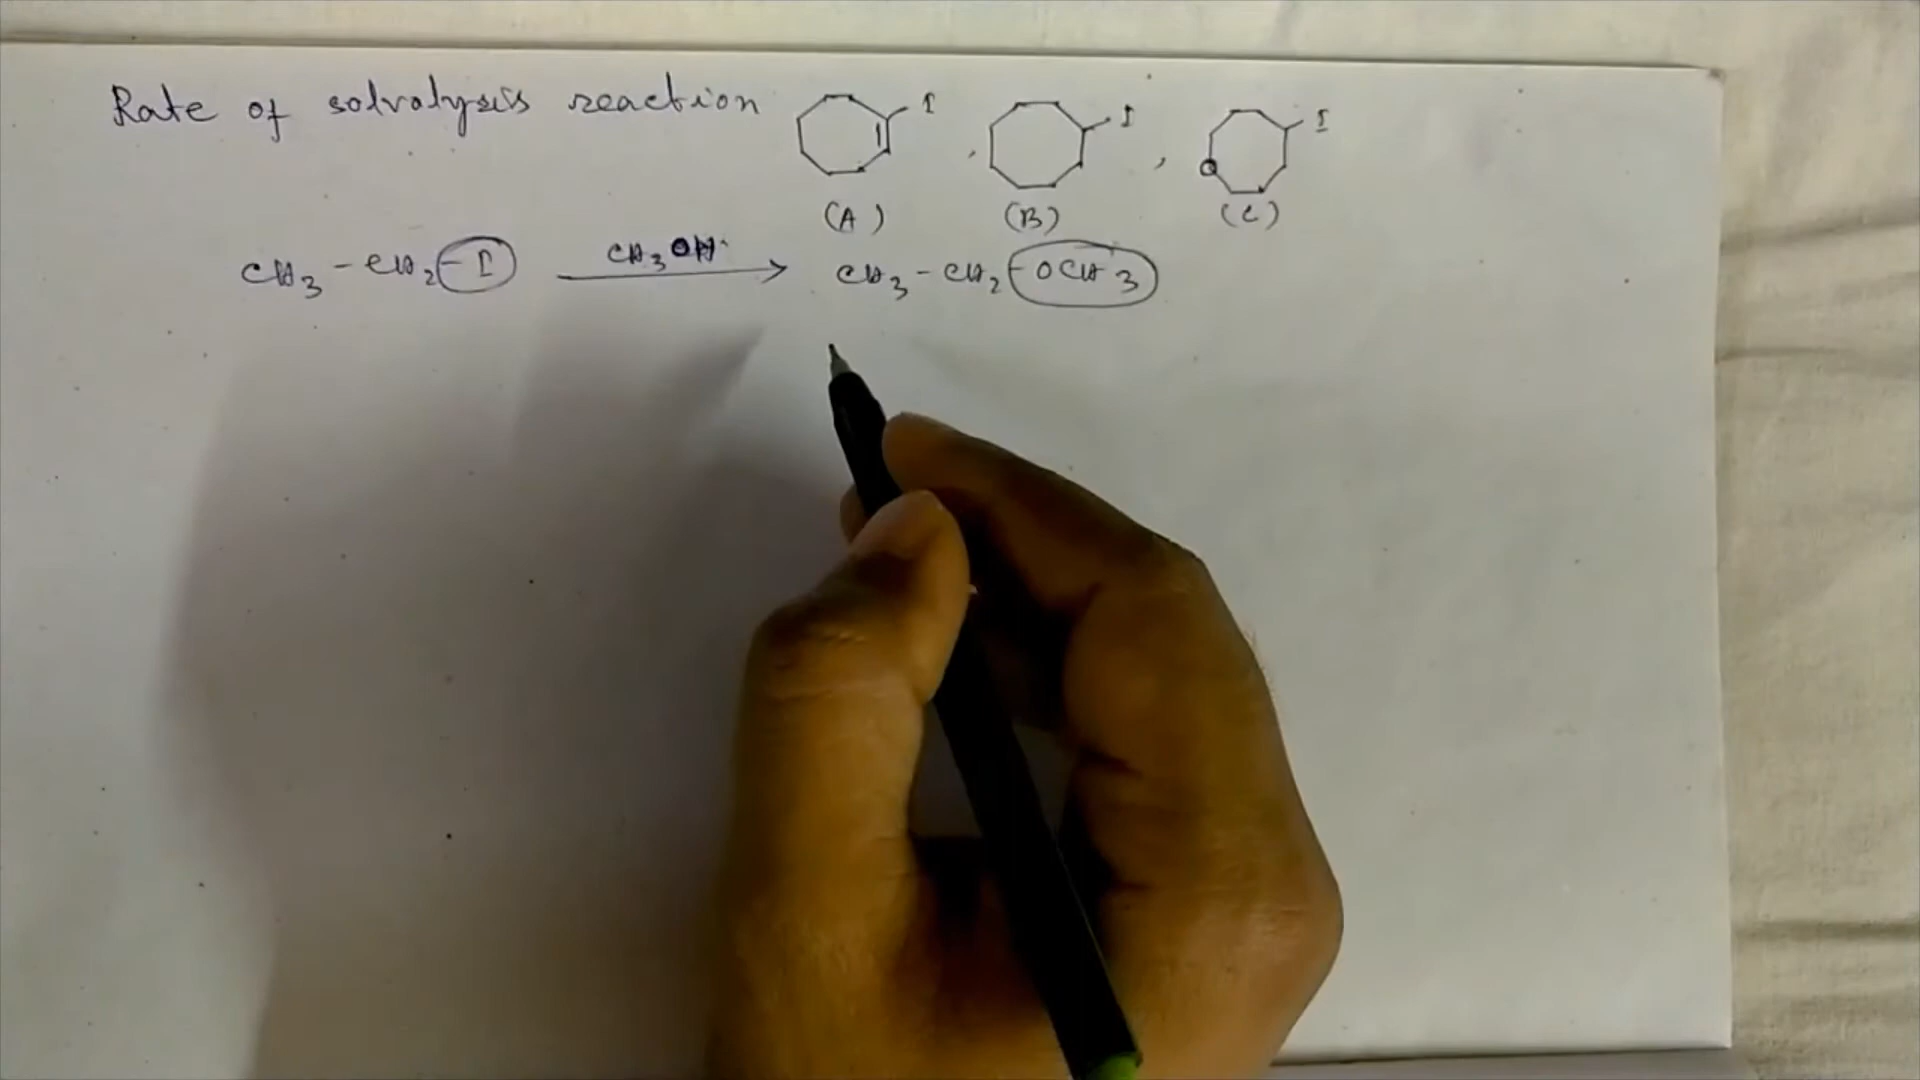 Rate of solvolysis reaction I , I , O I
(A) (B) (C)
CH3 - CH2 - I CH3OH CH3 - CH2 - OCH3